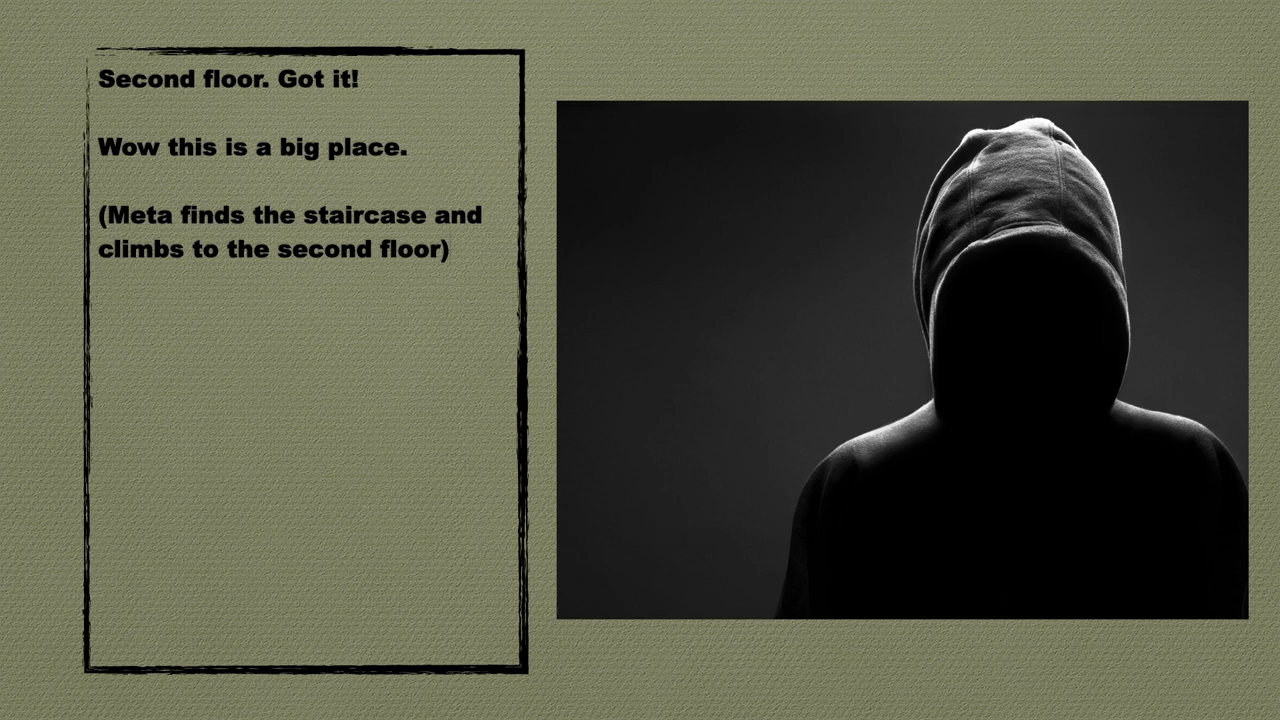 Second floor. Got it!
Wow this is a big place.
(Meta finds the staircase and
climbs to the second floor)